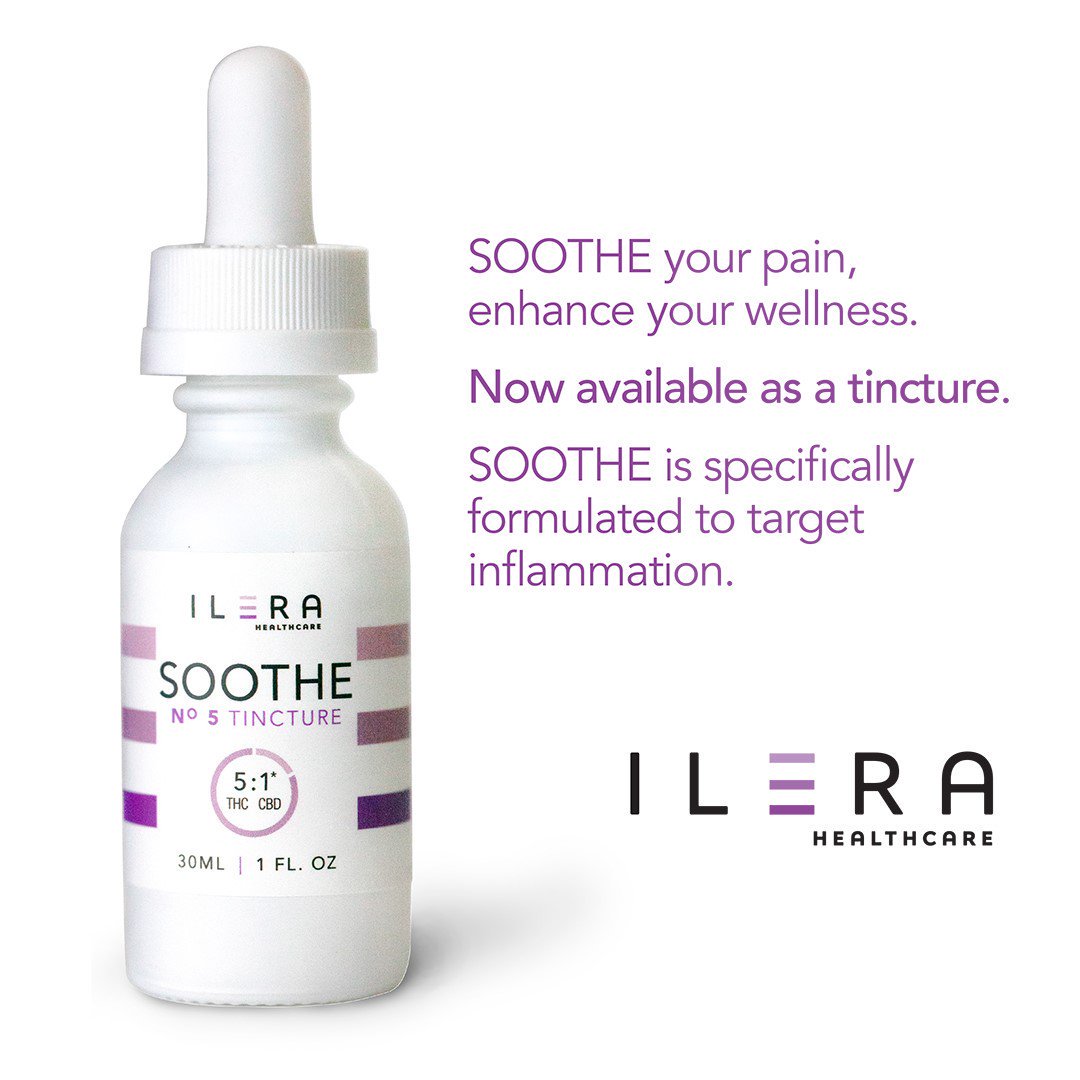 ILERA
HEALTHCARE
SOOTHE
Nº 5 TINCTURE
5:1*
THC CBD
30ML | 1 FL. OZ
SOOTHE your pain,
enhance your wellness.
Now available as a tincture.
SOOTHE is specifically
formulated to target
inflammation.
ILERA
HEALTHCARE